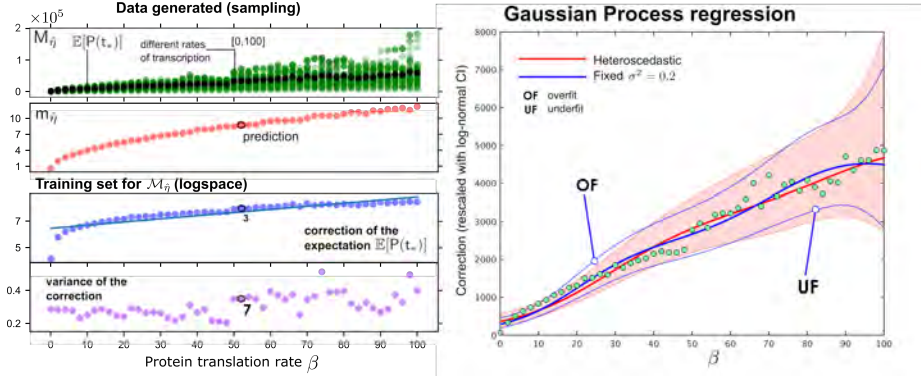 Data generated (sampling)
× 10⁵
M_η̂
𝔼[P(t_*)]
different rates
of transcription
[0,100]
2
1
0
m_η̂
prediction
10
7
4
1
Training set for ℳ_η̂ (logspace)
7
5
3
correction of the
expectation 𝔼[P(t_*)]
variance of the
correction
0.4
0.2
7
0 10 20 30 40 50 60 70 80 90 100
Protein translation rate β
Gaussian Process regression
Heteroscedastic
Fixed σ² = 0.2
OF overfit
UF underfit
OF
UF
Correction (rescaled with log-normal CI)
8000
7000
6000
5000
4000
3000
2000
1000
0
0 10 20 30 40 50 60 70 80 90 100
β